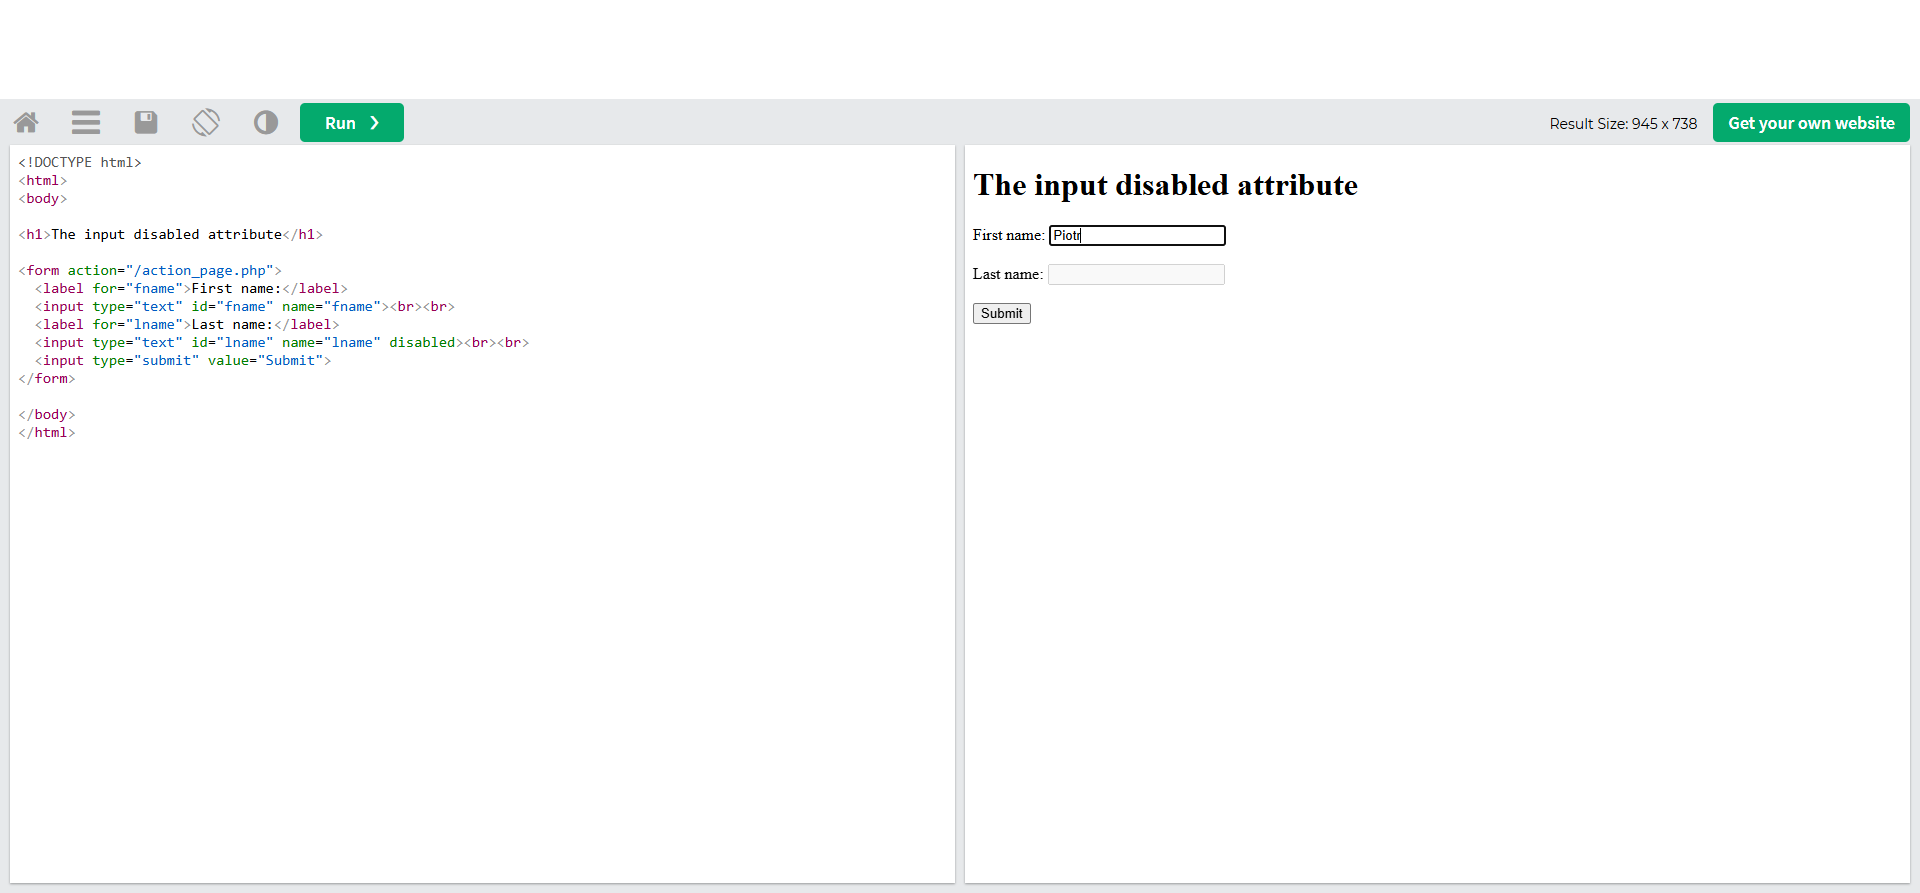 Run ❯
Result Size: 945 x 738
Get your own website
<!DOCTYPE html>
<html>
<body>
<h1>The input disabled attribute</h1>
<form action="/action_page.php">
  <label for="fname">First name:</label>
  <input type="text" id="fname" name="fname"><br><br>
  <label for="lname">Last name:</label>
  <input type="text" id="lname" name="lname" disabled><br><br>
  <input type="submit" value="Submit">
</form>
</body>
</html>
The input disabled attribute
First name: Piotr
Last name:
Submit